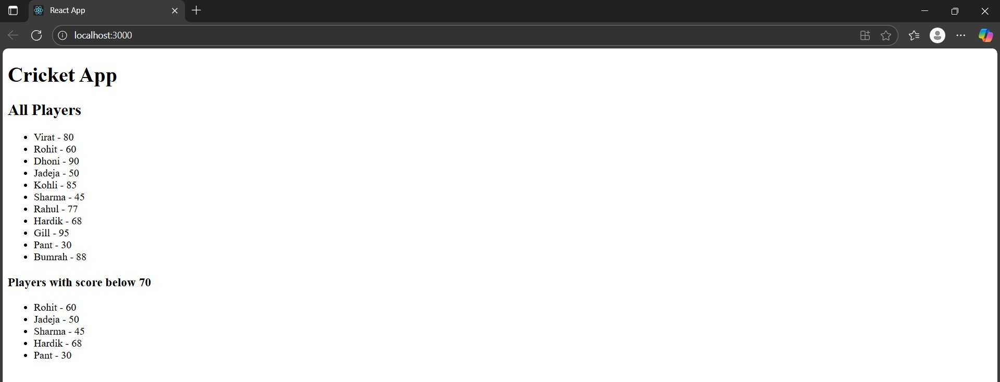 React App
localhost:3000
Cricket App
All Players
Virat - 80
Rohit - 60
Dhoni - 90
Jadeja - 50
Kohli - 85
Sharma - 45
Rahul - 77
Hardik - 68
Gill - 95
Pant - 30
Bumrah - 88
Players with score below 70
Rohit - 60
Jadeja - 50
Sharma - 45
Hardik - 68
Pant - 30